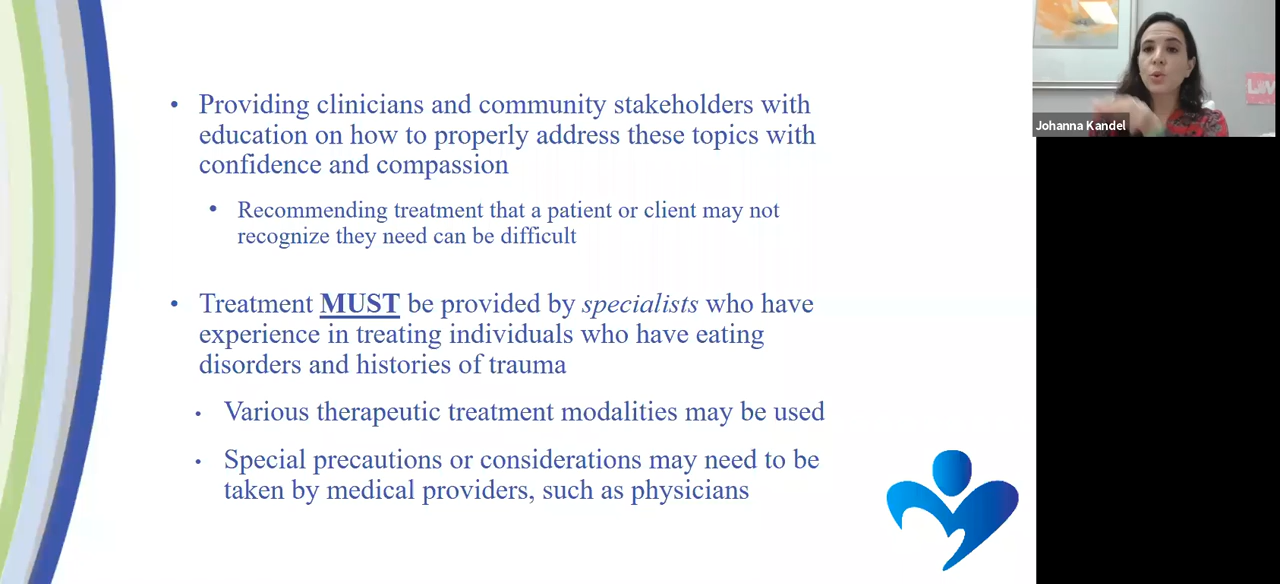 • Providing clinicians and community stakeholders with
education on how to properly address these topics with
confidence and compassion
• Recommending treatment that a patient or client may not
recognize they need can be difficult
• Treatment MUST be provided by specialists who have
experience in treating individuals who have eating
disorders and histories of trauma
• Various therapeutic treatment modalities may be used
• Special precautions or considerations may need to be
taken by medical providers, such as physicians
Johanna Kandel